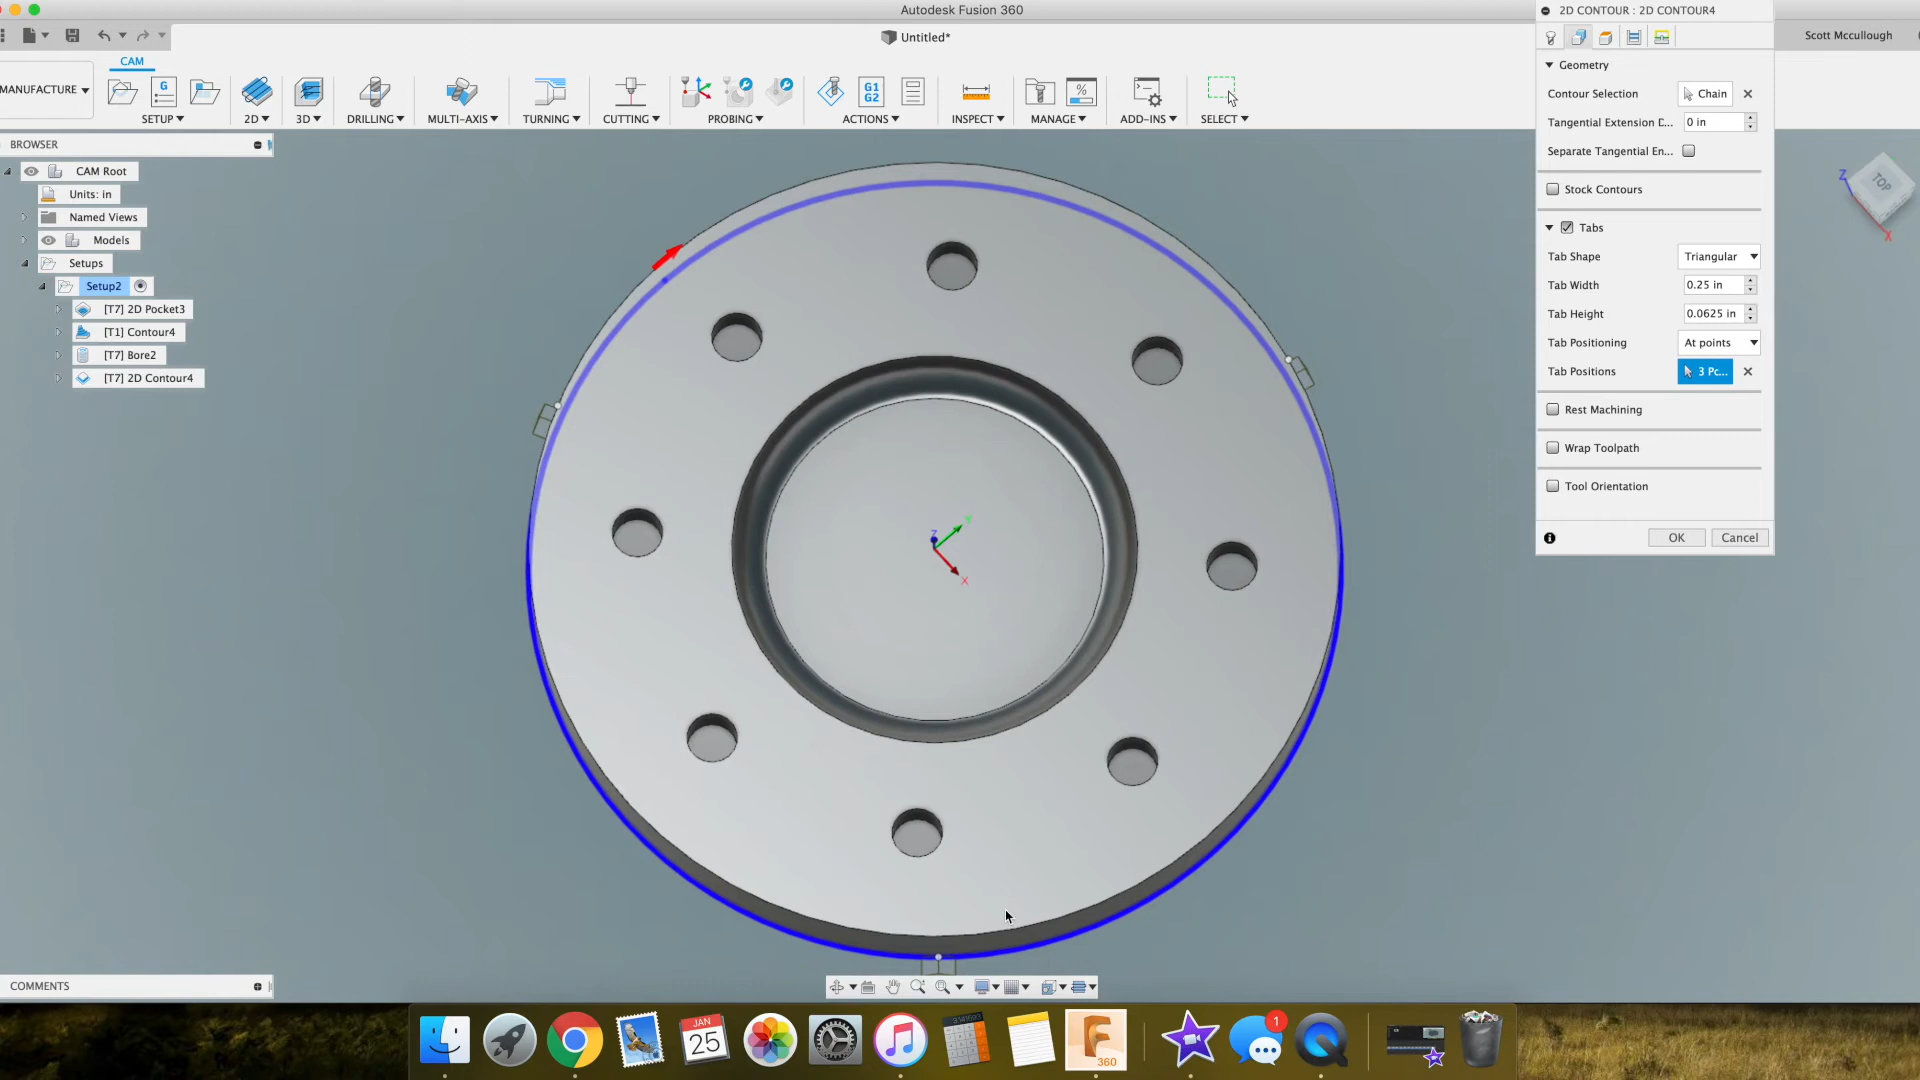 Autodesk Fusion 360
2D CONTOUR : 2D CONTOUR4
Untitled*
Scott Mccullough
CAM
MANUFACTURE
G
G1
G2
%
SETUP
2D
3D
DRILLING
MULTI-AXIS
TURNING
CUTTING
PROBING
ACTIONS
INSPECT
MANAGE
ADD-INS
SELECT
BROWSER
CAM Root
Units: in
Named Views
Models
Setups
Setup2
[T7] 2D Pocket3
[T1] Contour4
[T7] Bore2
[T7] 2D Contour4
Geometry
Contour Selection Chain
Tangential Extension D... 0 in
Separate Tangential En...
Stock Contours
Tabs
Tab Shape Triangular
Tab Width 0.25 in
Tab Height 0.0625 in
Tab Positioning At points
Tab Positions 3 Pc...
Rest Machining
Wrap Toolpath
Tool Orientation
OK Cancel
Z
TOP
X
Z
X
COMMENTS
JAN
25
3.141593
360
1